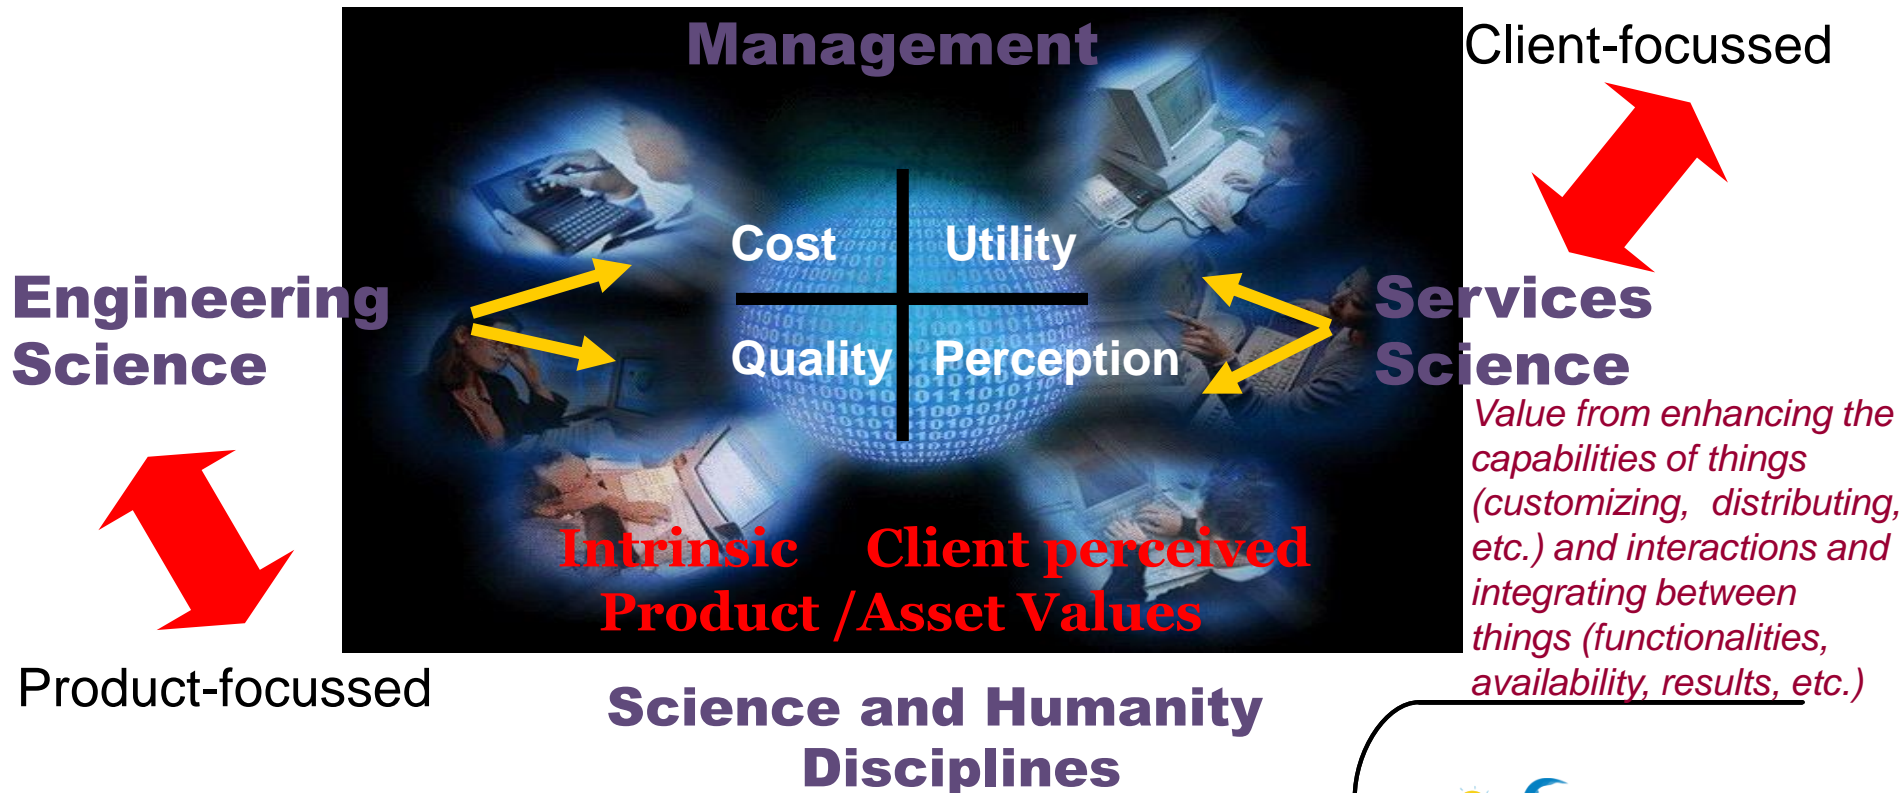 Management
Client-focussed
Cost
Utility
Engineering
Science
Quality
Perception
Services
Science
Value from enhancing the
capabilities of things
(customizing, distributing,
etc.) and interactions and
integrating between
things (functionalities,
availability, results, etc.)
Intrinsic Client perceived
Product /Asset Values
Product-focussed
Science and Humanity
Disciplines